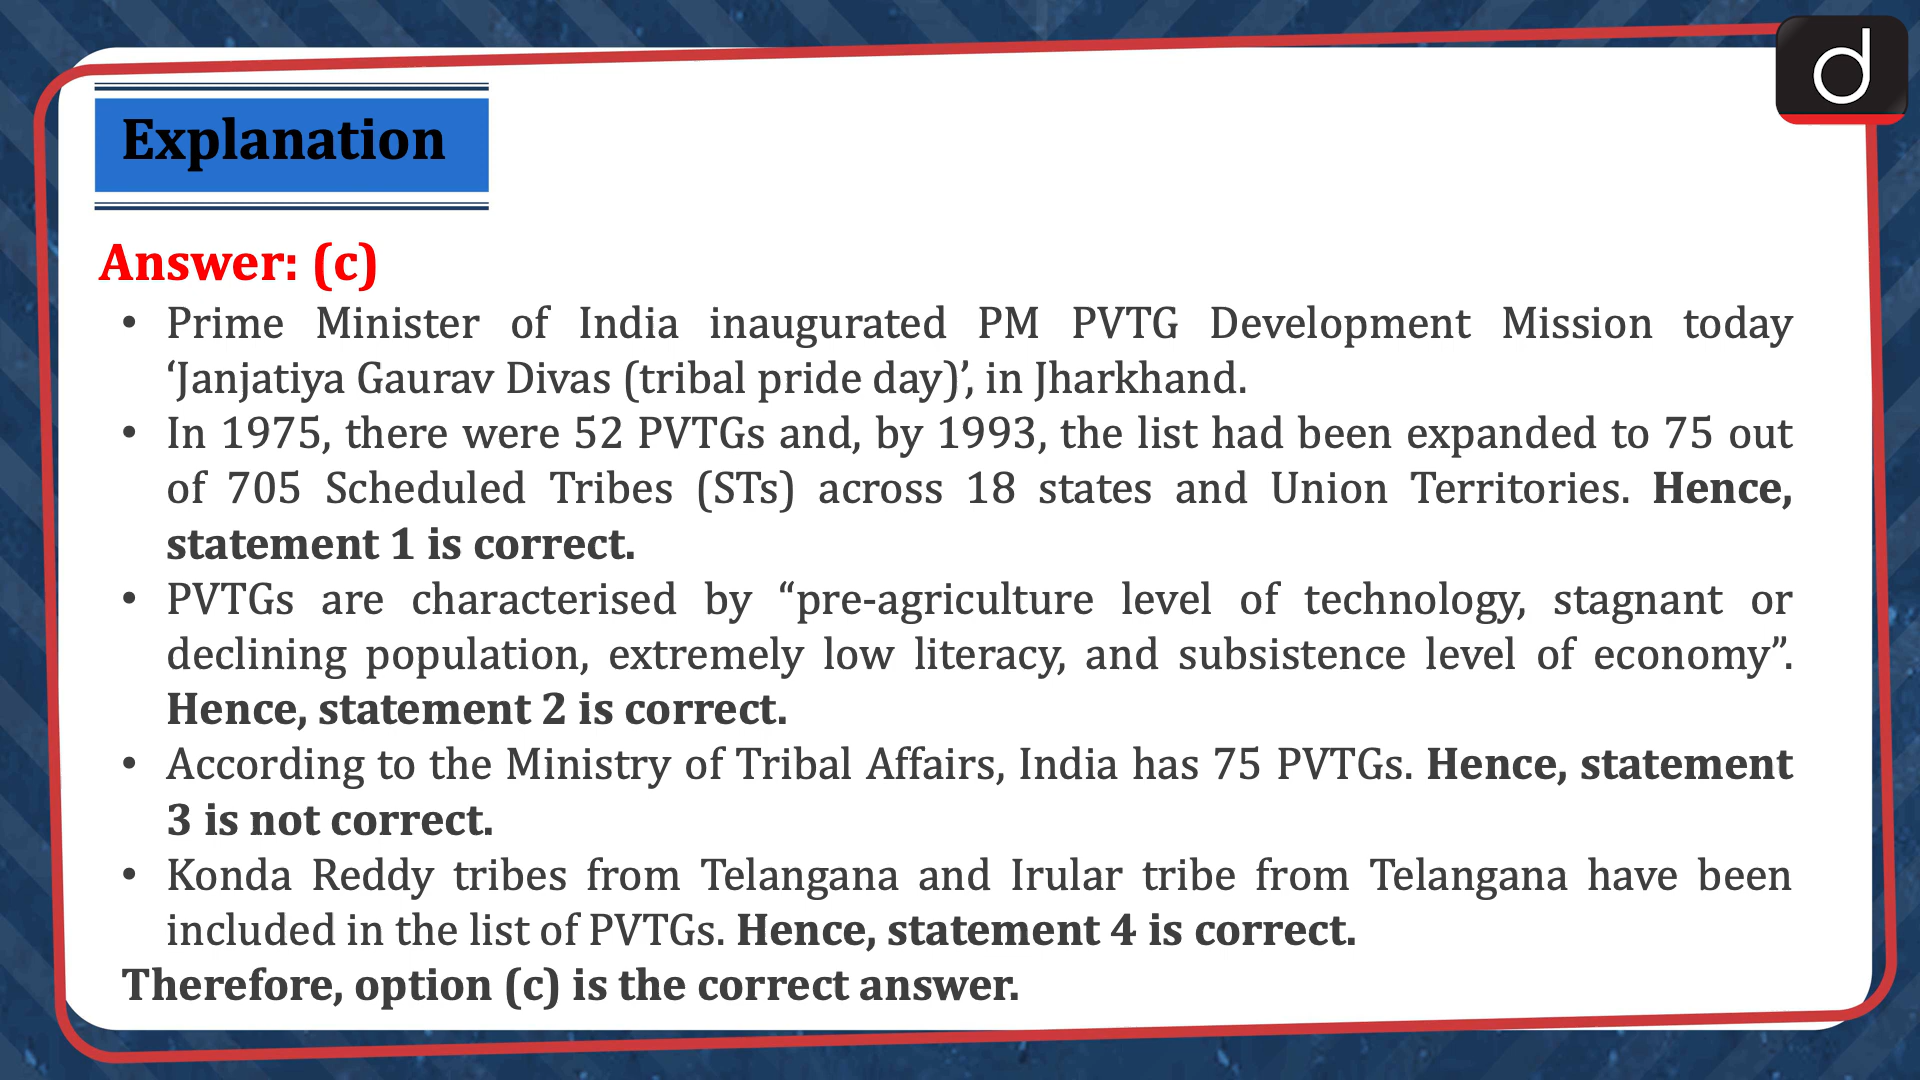 Explanation
Answer: (c)
• Prime Minister of India inaugurated PM PVTG Development Mission today
‘Janjatiya Gaurav Divas (tribal pride day)’, in Jharkhand.
• In 1975, there were 52 PVTGs and, by 1993, the list had been expanded to 75 out
of 705 Scheduled Tribes (STs) across 18 states and Union Territories. Hence,
statement 1 is correct.
• PVTGs are characterised by “pre-agriculture level of technology, stagnant or
declining population, extremely low literacy, and subsistence level of economy”.
Hence, statement 2 is correct.
• According to the Ministry of Tribal Affairs, India has 75 PVTGs. Hence, statement
3 is not correct.
• Konda Reddy tribes from Telangana and Irular tribe from Telangana have been
included in the list of PVTGs. Hence, statement 4 is correct.
Therefore, option (c) is the correct answer.
d